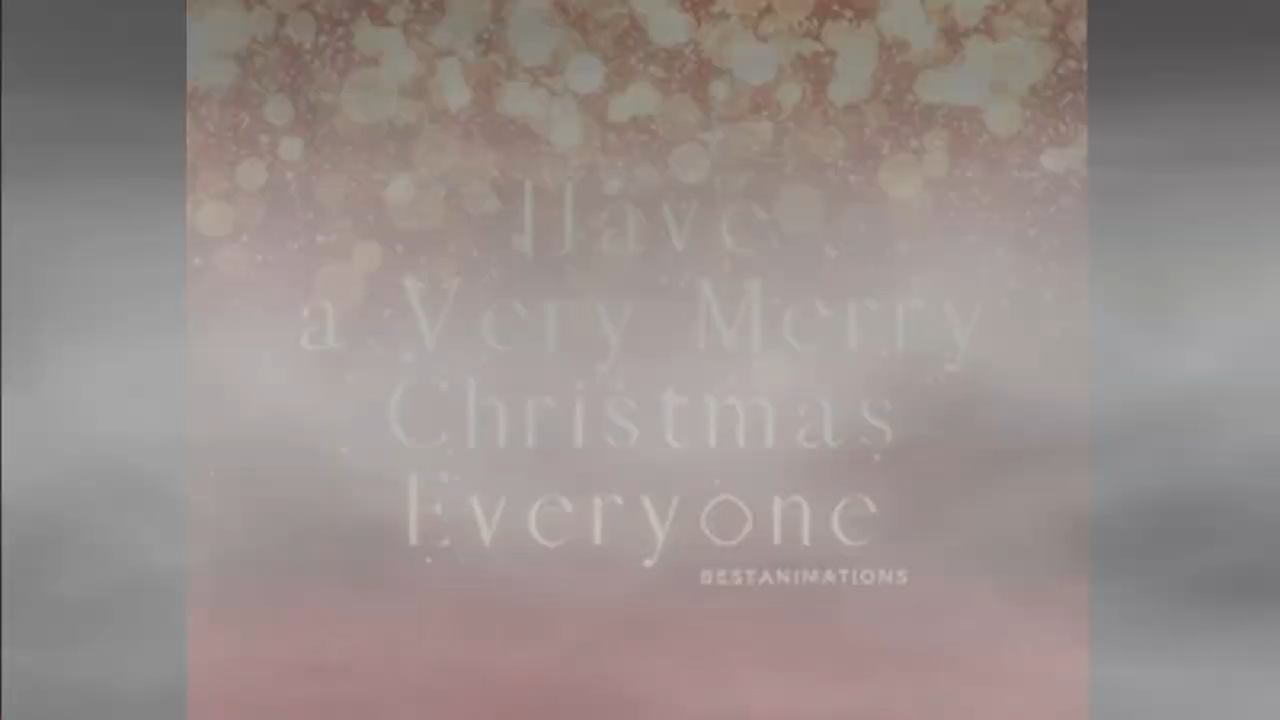 Have
a Very Merry
Christmas
Everyone
BESTANIMATIONS